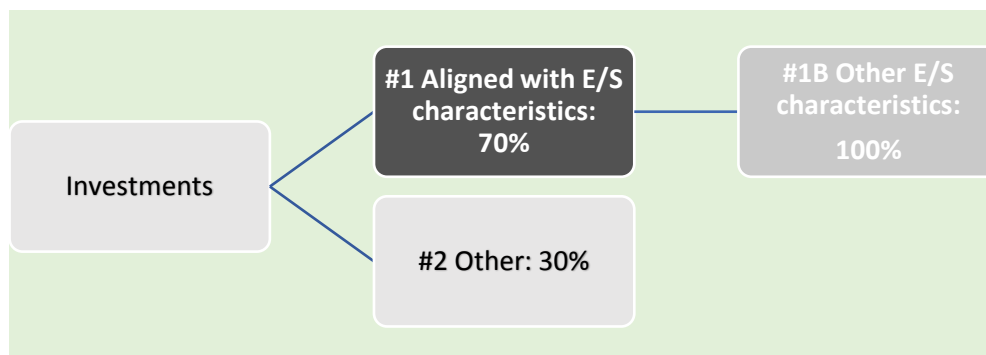 Investments
#1 Aligned with E/S
characteristics:
70%
#2 Other: 30%
#1B Other E/S
characteristics:
100%